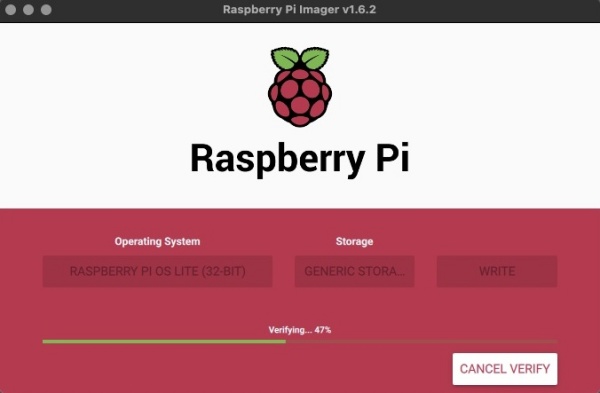 Raspberry Pi Imager v1.6.2
Raspberry Pi
Operating System
Storage
RASPBERRY PI OS LITE (32-BIT)
GENERIC STORA...
WRITE
Verifying... 47%
CANCEL VERIFY